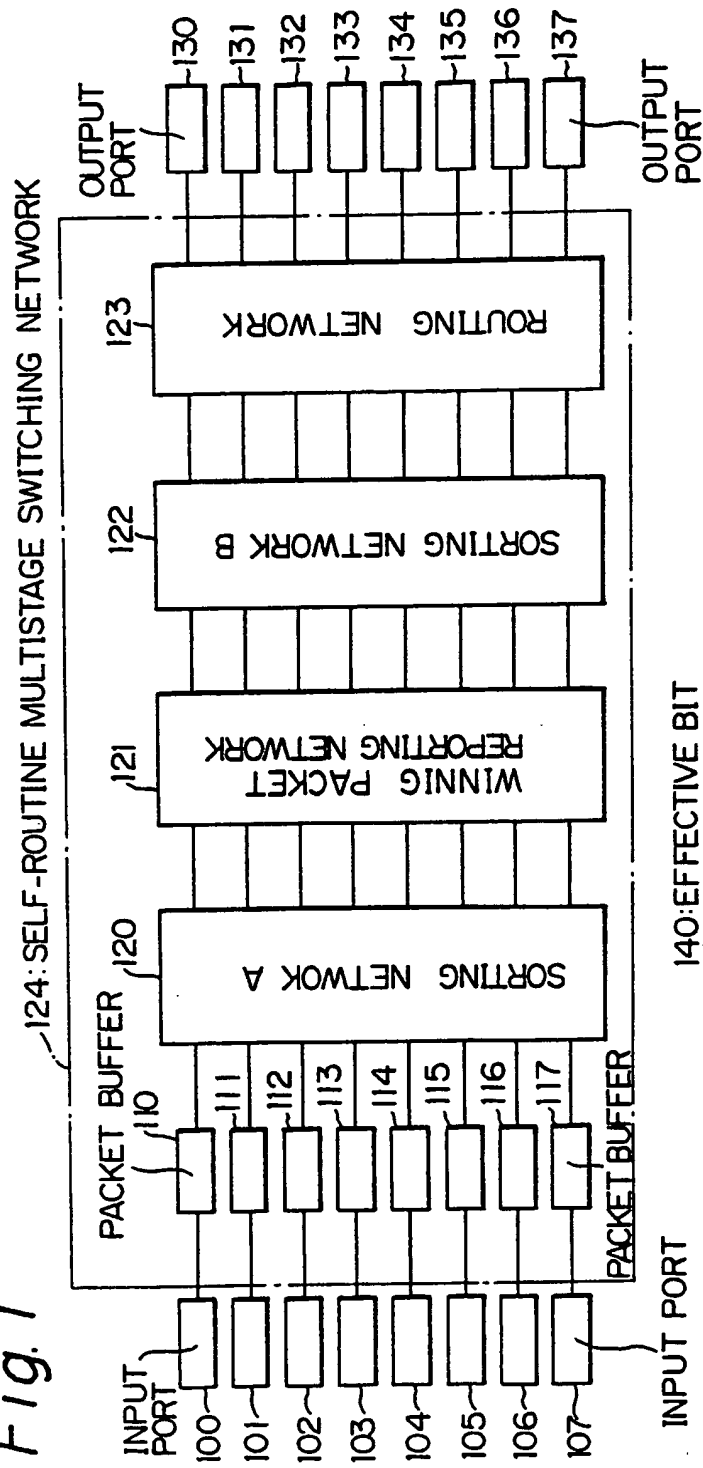 Fig. 1
124: SELF-ROUTINE MULTISTAGE SWITCHING NETWORK
INPUT PORT
100
101
102
103
104
105
106
107
INPUT PORT
PACKET BUFFER
110
111
112
113
114
115
116
117
PACKET BUFFER
120
SORTING NETWOK A
121
WINNIG PACKET
REPORTING NETWORK
122
SORTING NETWORK B
123
ROUTING NETWORK
OUTPUT
PORT
130
131
132
133
134
135
136
137
OUTPUT
PORT
140: EFFECTIVE BIT